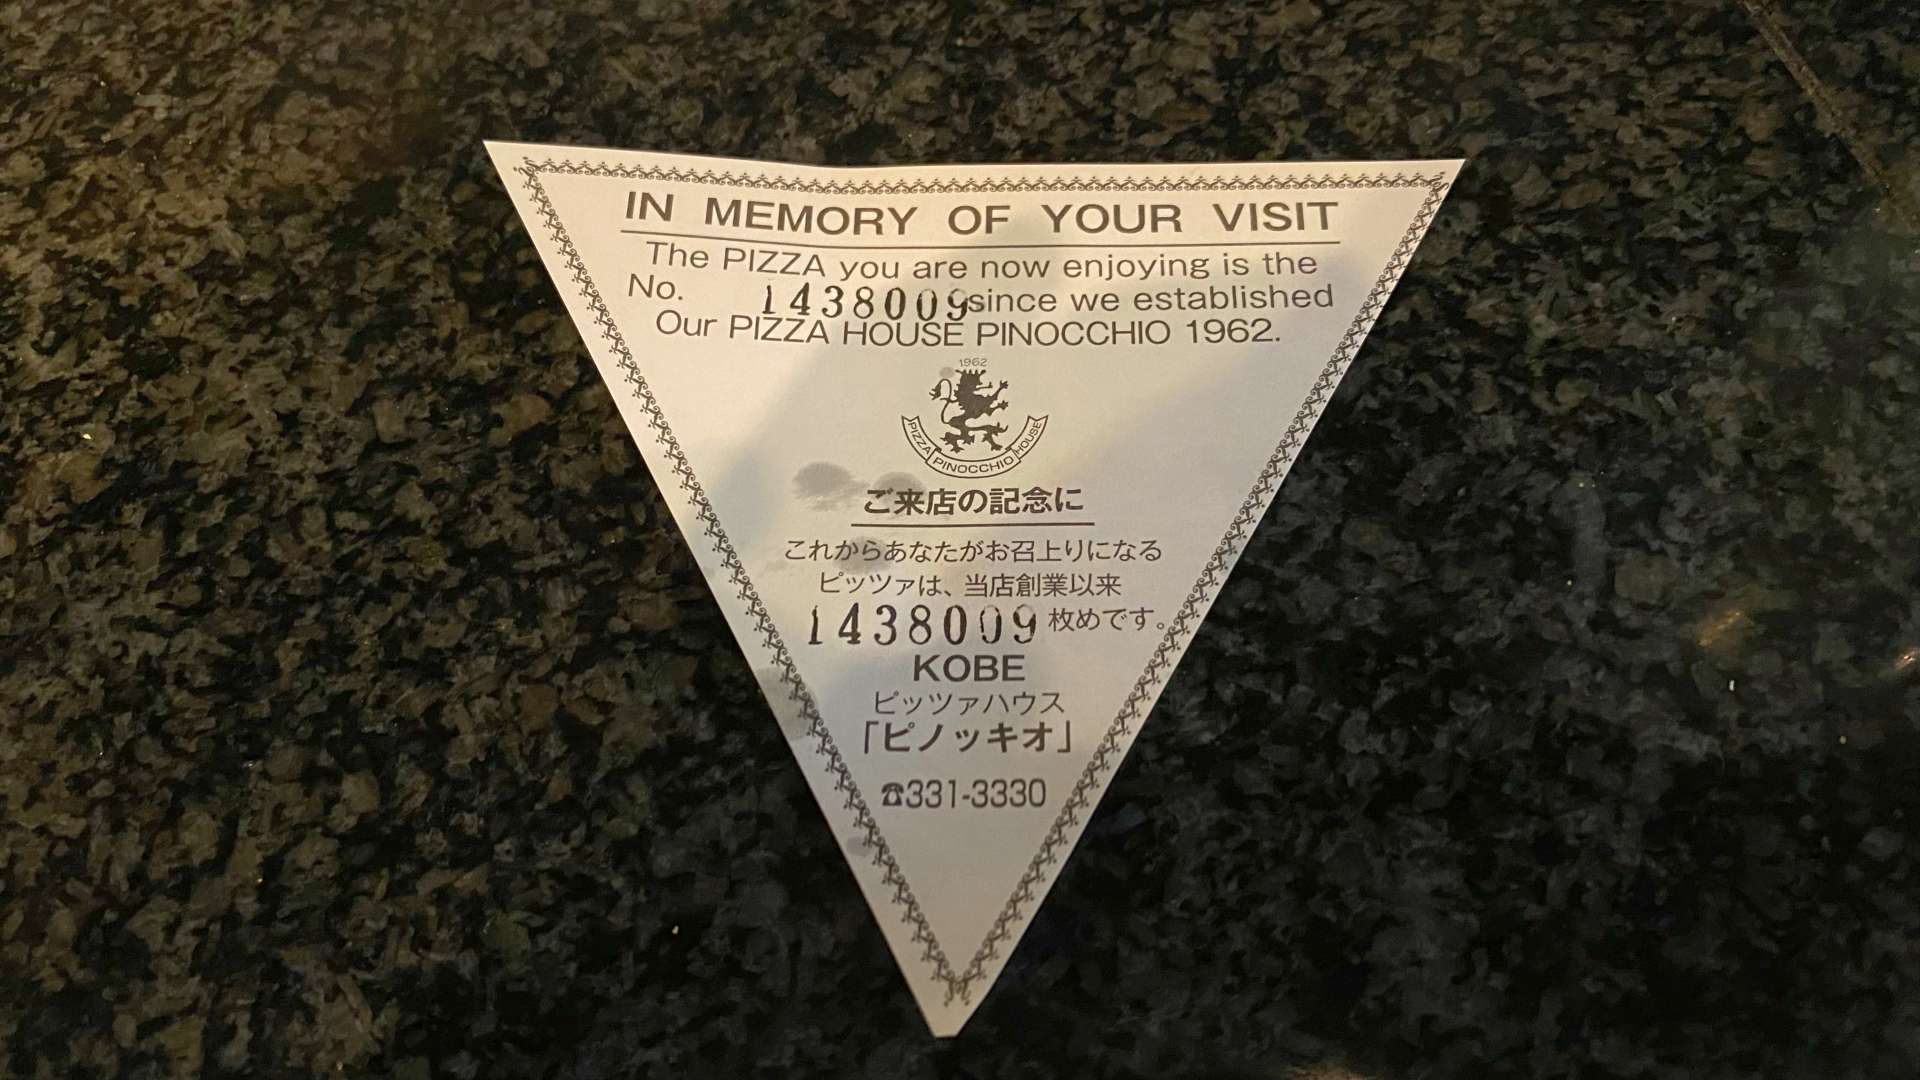 IN MEMORY OF YOUR VISIT
The PIZZA you are now enjoying is the
No. 1438009 since we established
Our PIZZA HOUSE PINOCCHIO 1962.
1962
PIZZA PINOCCHIO HOUSE
ご来店の記念に
これからあなたがお召上りになる
ピッツァは、当店創業以来
1438009 枚めです。
KOBE
ピッツァハウス
「ピノッキオ」
☎331-3330